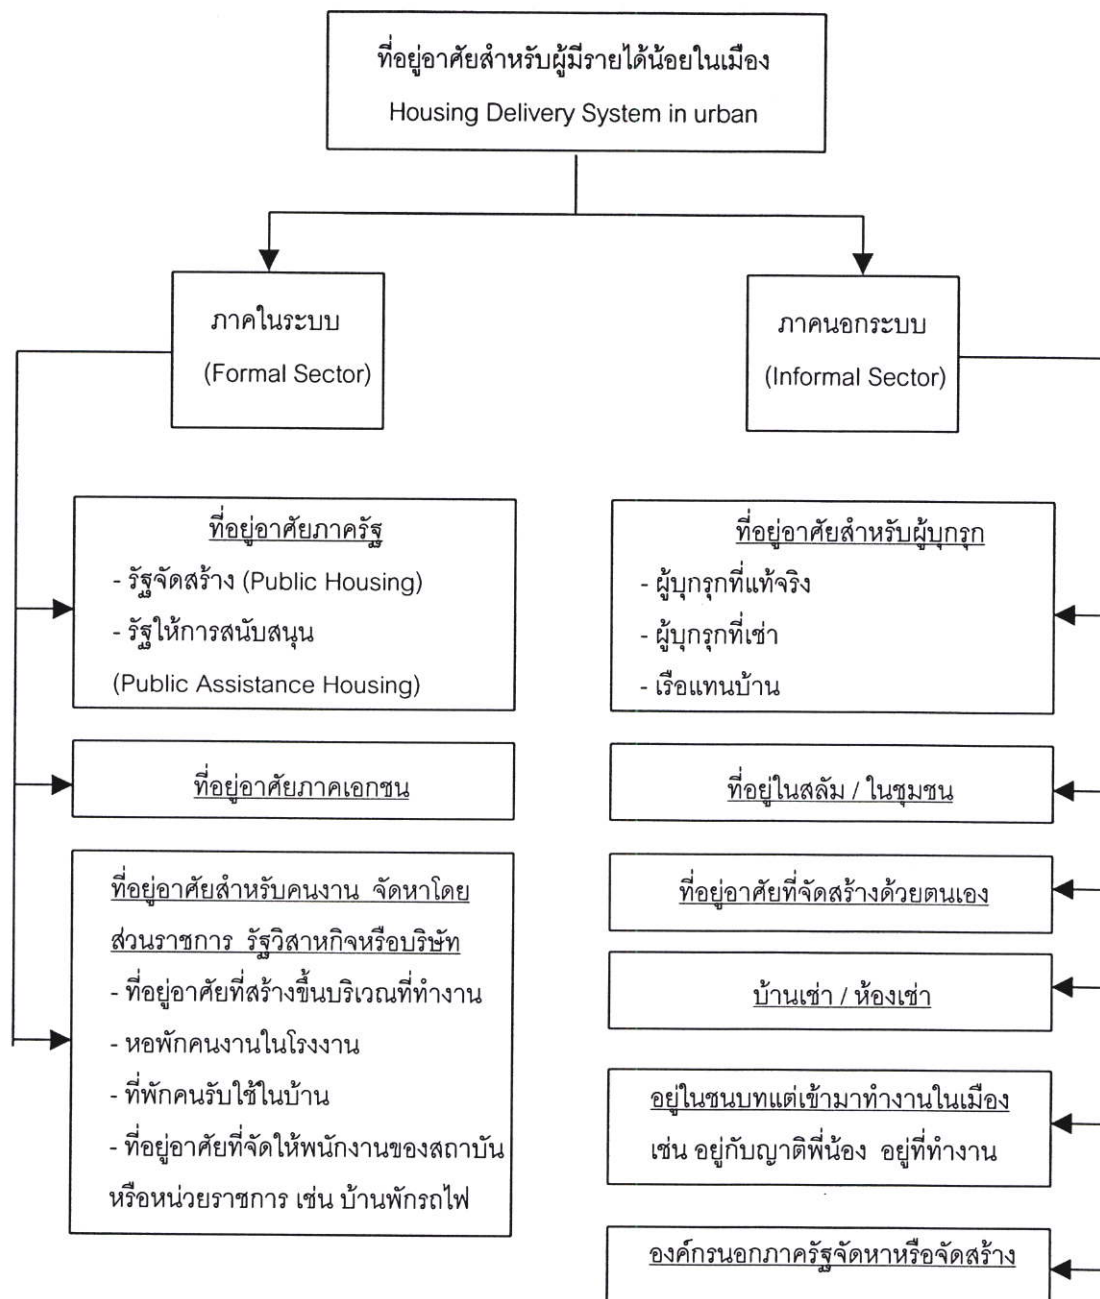 ที่อยู่อาศัยสำหรับผู้มีรายได้น้อยในเมือง
Housing Delivery System in urban
ภาคในระบบ
(Formal Sector)
ภาคนอกระบบ
(Informal Sector)
ที่อยู่อาศัยภาครัฐ
- รัฐจัดสร้าง (Public Housing)
- รัฐให้การสนับสนุน
(Public Assistance Housing)
ที่อยู่อาศัยภาคเอกชน
ที่อยู่อาศัยสำหรับคนงาน จัดหาโดย
ส่วนราชการ รัฐวิสาหกิจหรือบริษัท
- ที่อยู่อาศัยที่สร้างขึ้นบริเวณที่ทำงาน
- หอพักคนงานในโรงงาน
- ที่พักคนรับใช้ในบ้าน
- ที่อยู่อาศัยที่จัดให้พนักงานของสถาบัน
หรือหน่วยราชการ เช่น บ้านพักรถไฟ
ที่อยู่อาศัยสำหรับผู้บุกรุก
- ผู้บุกรุกที่แท้จริง
- ผู้บุกรุกที่เช่า
- เรือแทนบ้าน
ที่อยู่ในสลัม / ในชุมชน
ที่อยู่อาศัยที่จัดสร้างด้วยตนเอง
บ้านเช่า / ห้องเช่า
อยู่ในชนบทแต่เข้ามาทำงานในเมือง
เช่น อยู่กับญาติพี่น้อง อยู่ที่ทำงาน
องค์กรนอกภาครัฐจัดหาหรือจัดสร้าง